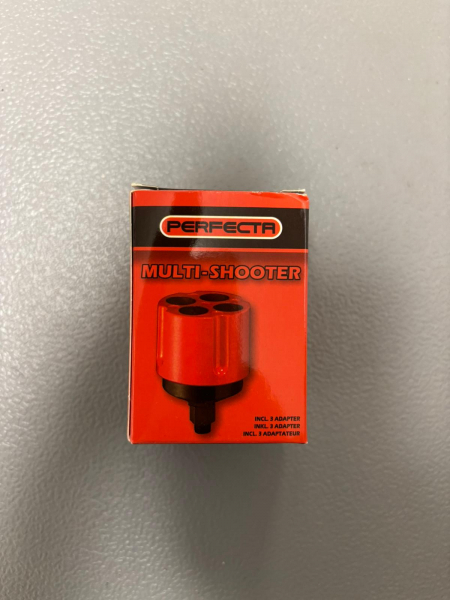 PERFECTA
MULTI-SHOOTER
INCL. 3 ADAPTER
INKL. 3 ADAPTER
INCL. 3 ADAPTATEUR